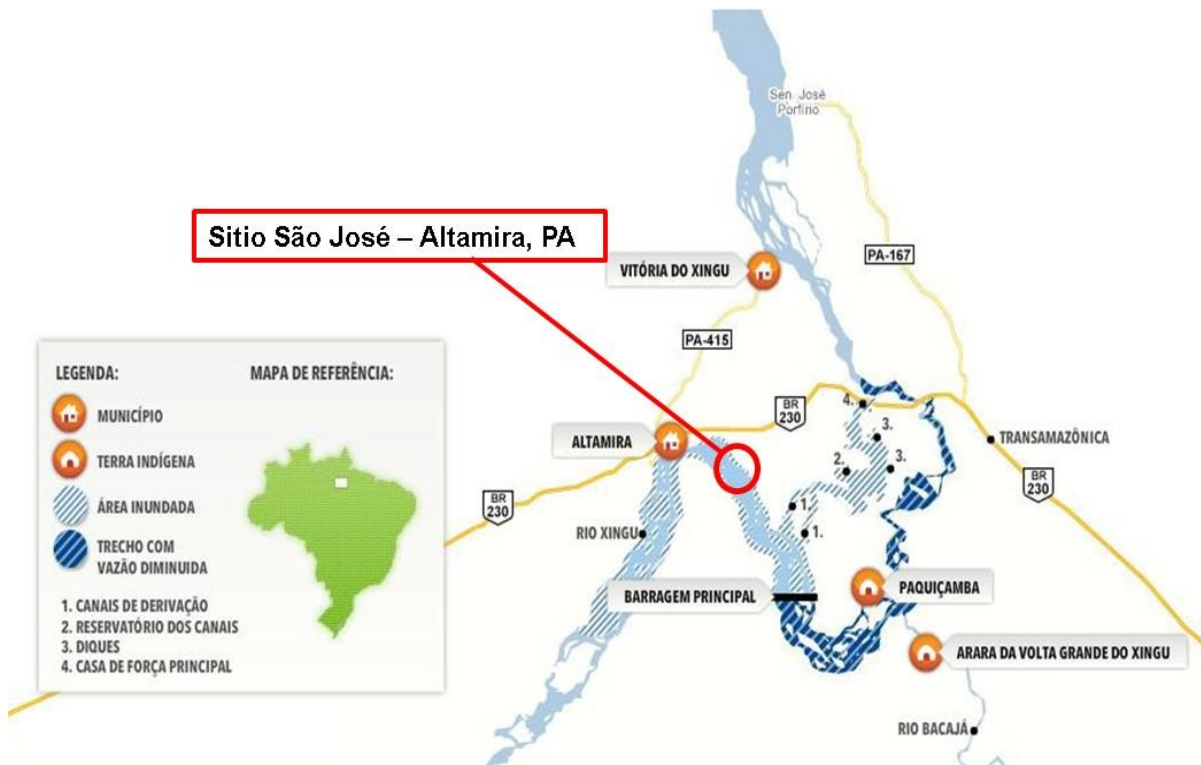 Sen. José
Porfirio
Sitio São José – Altamira, PA
PA-167
VITÓRIA DO XINGU
PA-415
LEGENDA:
MAPA DE REFERÊNCIA:
MUNICÍPIO
TERRA INDÍGENA
ÁREA INUNDADA
TRECHO COM
VAZÃO DIMINUIDA
1. CANAIS DE DERIVAÇÃO
2. RESERVATÓRIO DOS CANAIS
3. DIQUES
4. CASA DE FORÇA PRINCIPAL
BR
230
4.
ALTAMIRA
3.
TRANSAMAZÔNICA
2.
3.
BR
230
BR
230
1.
RIO XINGU
1.
BARRAGEM PRINCIPAL
PAQUIÇAMBA
ARARA DA VOLTA GRANDE DO XINGU
RIO BACAJÁ